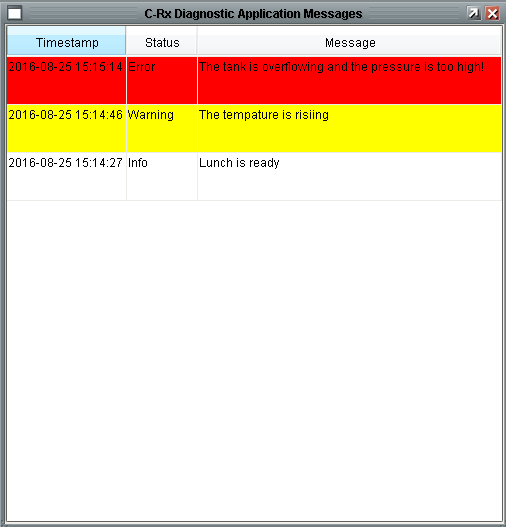 C-Rx Diagnostic Application Messages
Timestamp Status Message
2016-08-25 15:15:14 Error The tank is overflowing and the pressure is too high!
2016-08-25 15:14:46 Warning The tempature is risiing
2016-08-25 15:14:27 Info Lunch is ready